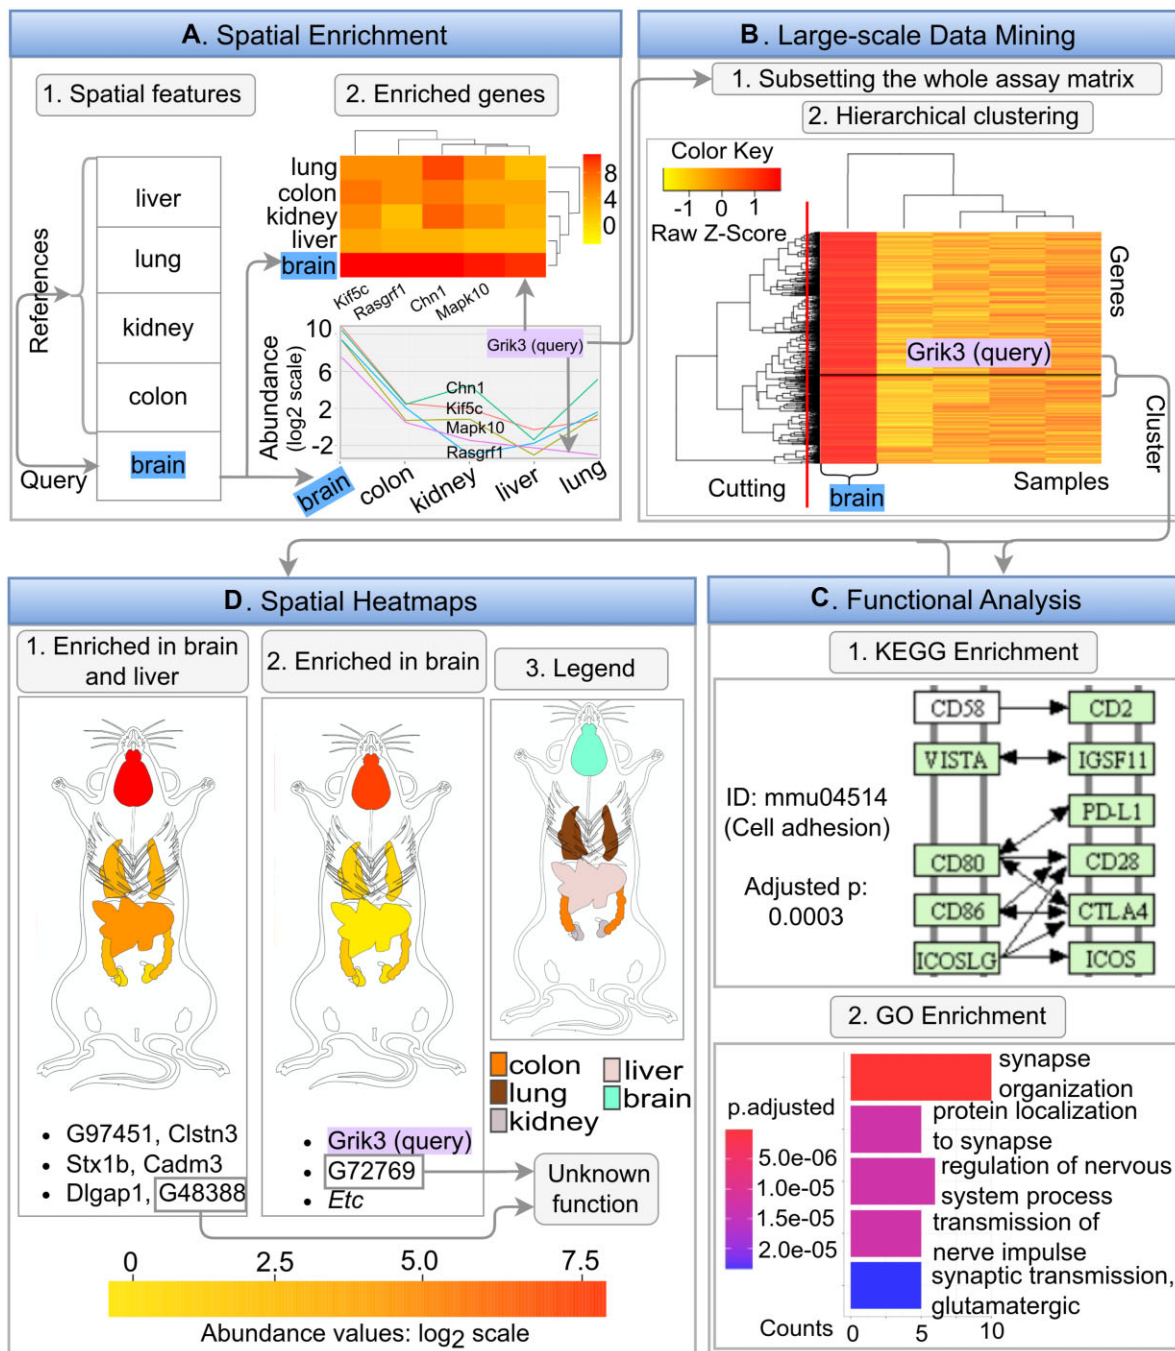 A. Spatial Enrichment
1. Spatial features
2. Enriched genes
References
Query
liver
lung
kidney
colon
brain
lung
colon
kidney
liver
brain
8
4
0
Kif5c
Rasgrf1
Chn1
Mapk10
Grik3 (query)
Abundance
(log2 scale)
10
6
2
-2
Chn1
Kif5c
Mapk10
Rasgrf1
brain
colon
kidney
liver
lung
B. Large-scale Data Mining
1. Subsetting the whole assay matrix
2. Hierarchical clustering
Color Key
-1 0 1
Raw Z-Score
Genes
Grik3 (query)
Cluster
Cutting
brain
Samples
D. Spatial Heatmaps
1. Enriched in brain
and liver
2. Enriched in brain
3. Legend
colon
lung
kidney
liver
brain
• G97451, Clstn3
• Stx1b, Cadm3
• Dlgap1, G48388
• Grik3 (query)
• G72769
• Etc
Unknown
function
0 2.5 5.0 7.5
Abundance values: log2 scale
C. Functional Analysis
1. KEGG Enrichment
ID: mmu04514
(Cell adhesion)
Adjusted p:
0.0003
CD58 CD2
VISTA IGSF11
PD-L1
CD80 CD28
CD86 CTLA4
ICOSLG ICOS
2. GO Enrichment
p.adjusted
5.0e-06
1.0e-05
1.5e-05
2.0e-05
synapse
organization
protein localization
to synapse
regulation of nervous
system process
transmission of
nerve impulse
synaptic transmission,
glutamatergic
Counts 0 5 10